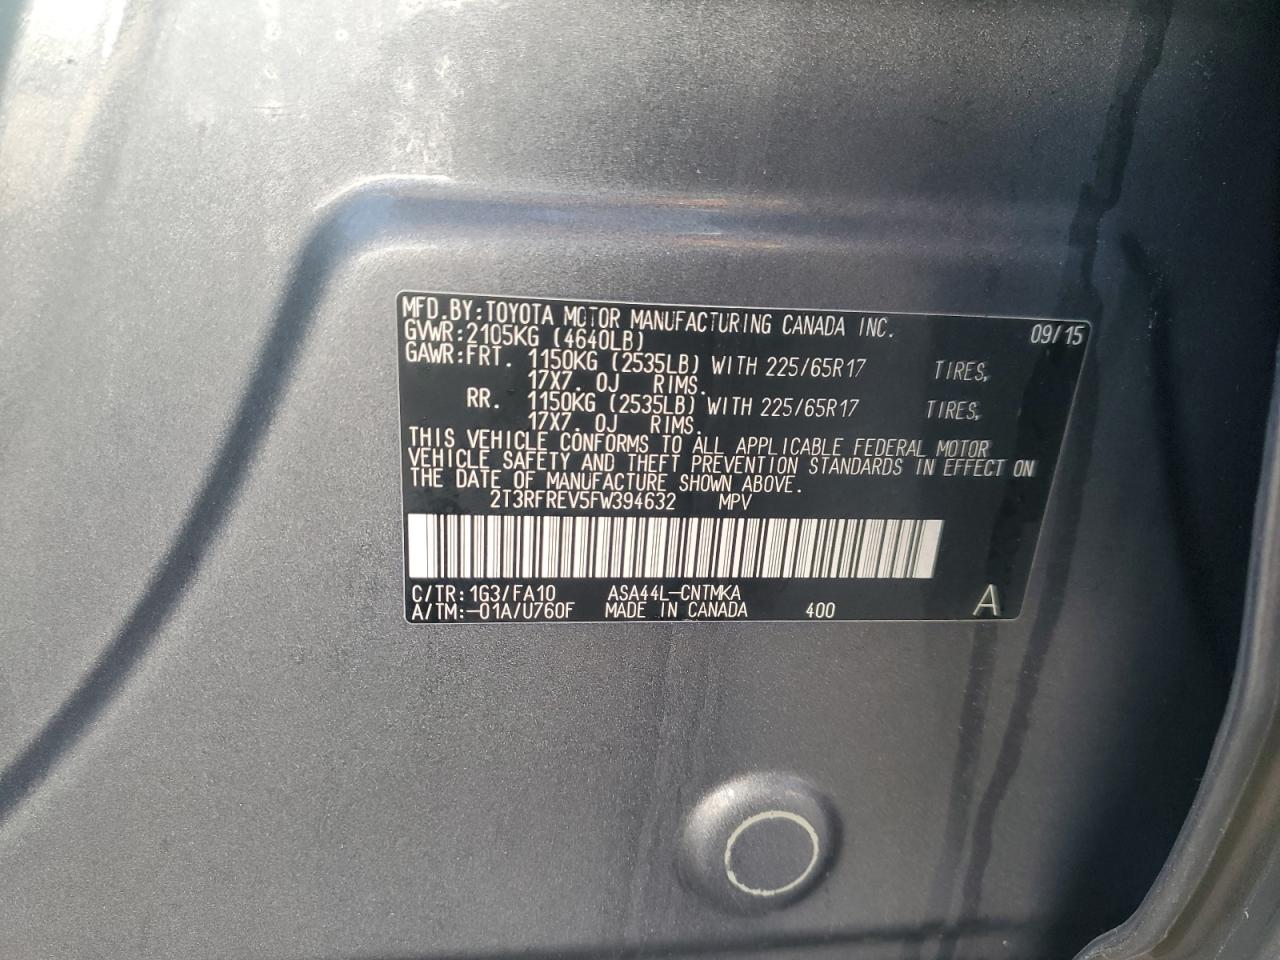 MFD.BY:TOYOTA MOTOR MANUFACTURING CANADA INC. 09/15
GVWR:2105KG (4640LB)
GAWR:FRT. 1150KG (2535LB) WITH 225/65R17 TIRES,
17X7.0J RIMS.
RR. 1150KG (2535LB) WITH 225/65R17 TIRES,
17X7.0J RIMS.
THIS VEHICLE CONFORMS TO ALL APPLICABLE FEDERAL MOTOR
VEHICLE SAFETY AND THEFT PREVENTION STANDARDS IN EFFECT ON
THE DATE OF MANUFACTURE SHOWN ABOVE.
2T3RFREV5FW394632 MPV
C/TR:1G3/FA10 ASA44L-CNTMKA
A/TM:-01A/U760F MADE IN CANADA 400 A